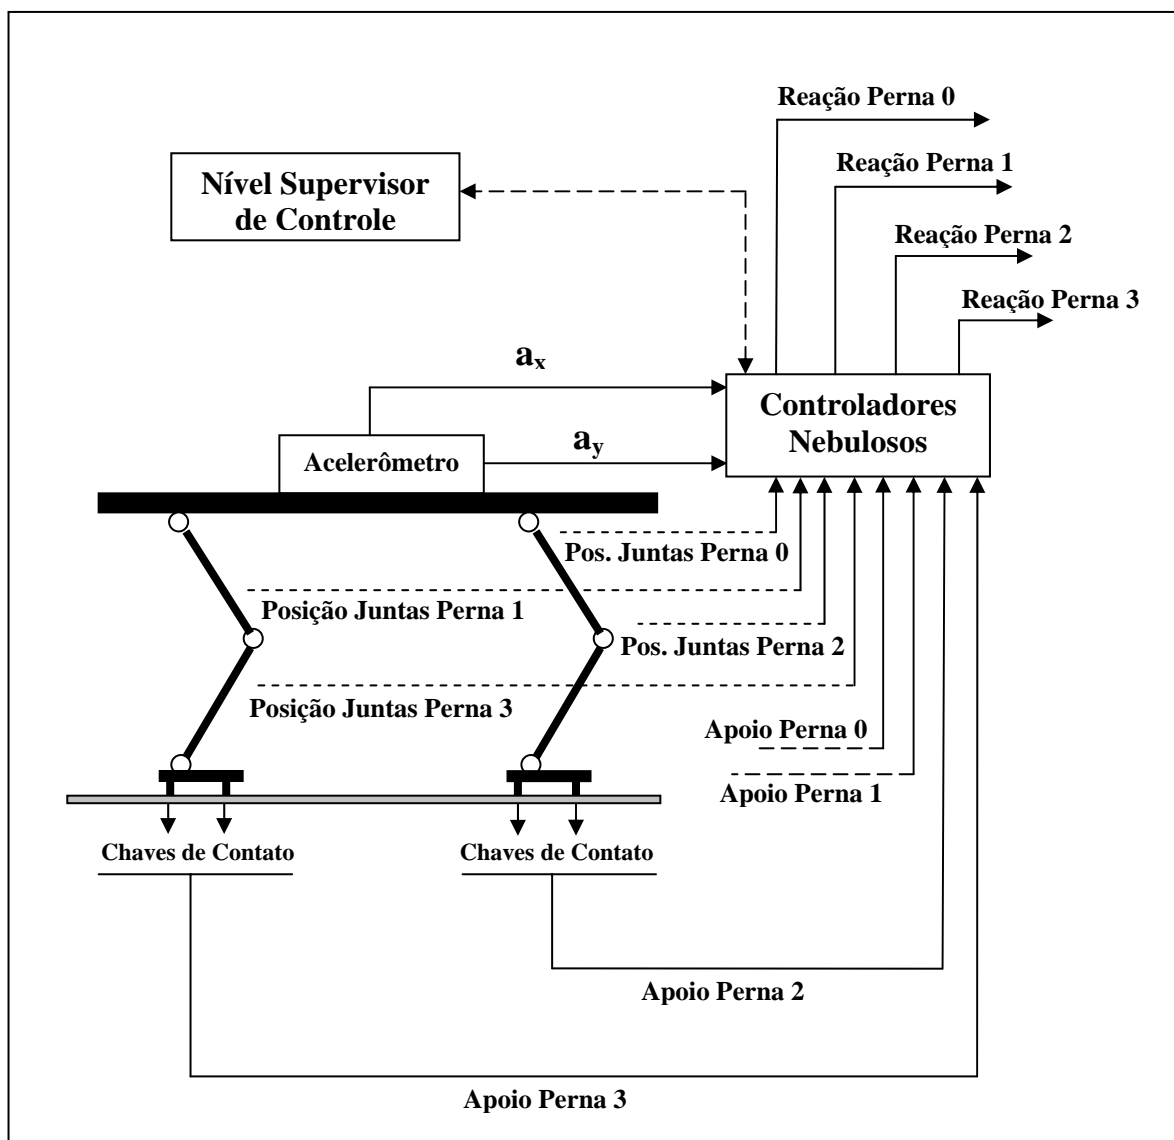 Reação Perna 0
Reação Perna 1
Nível Supervisor
de Controle
Reação Perna 2
Reação Perna 3
ax
Controladores
Nebulosos
ay
Acelerômetro
Pos. Juntas Perna 0
Posição Juntas Perna 1
Pos. Juntas Perna 2
Posição Juntas Perna 3
Apoio Perna 0
Apoio Perna 1
Chaves de Contato
Chaves de Contato
Apoio Perna 2
Apoio Perna 3